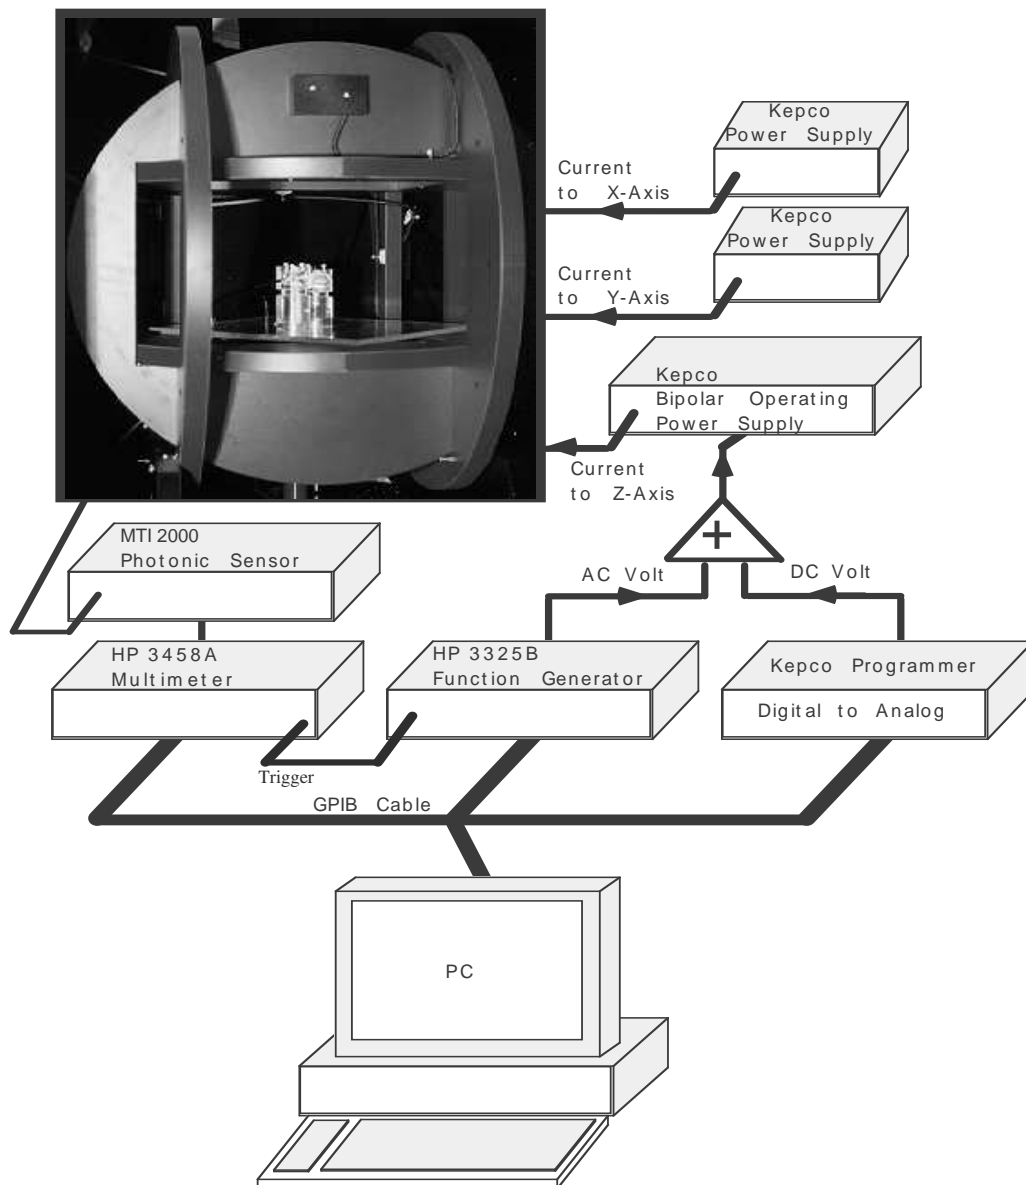 Kepco
Power Supply
Current
to X-Axis
Kepco
Power Supply
Current
to Y-Axis
Kepco
Bipolar Operating
Power Supply
Current
to Z-Axis
MTI 2000
Photonic Sensor
+
AC Volt
DC Volt
HP 3458A
Multimeter
HP 3325B
Function Generator
Kepco Programmer
Digital to Analog
Trigger
GPIB Cable
PC